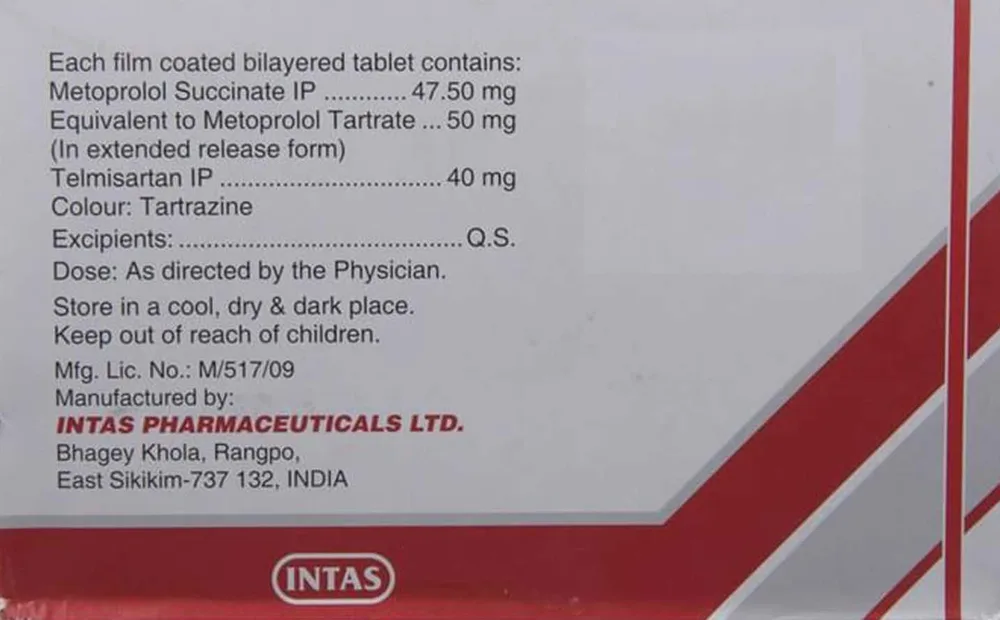 Each film coated bilayered tablet contains:
Metoprolol Succinate IP ............ 47.50 mg
Equivalent to Metoprolol Tartrate ... 50 mg
(In extended release form)
Telmisartan IP ................................ 40 mg
Colour: Tartrazine
Excipients: ......................................... Q.S.
Dose: As directed by the Physician.
Store in a cool, dry & dark place.
Keep out of reach of children.
Mfg. Lic. No.: M/517/09
Manufactured by:
INTAS PHARMACEUTICALS LTD.
Bhagey Khola, Rangpo,
East Sikikim-737 132, INDIA
INTAS